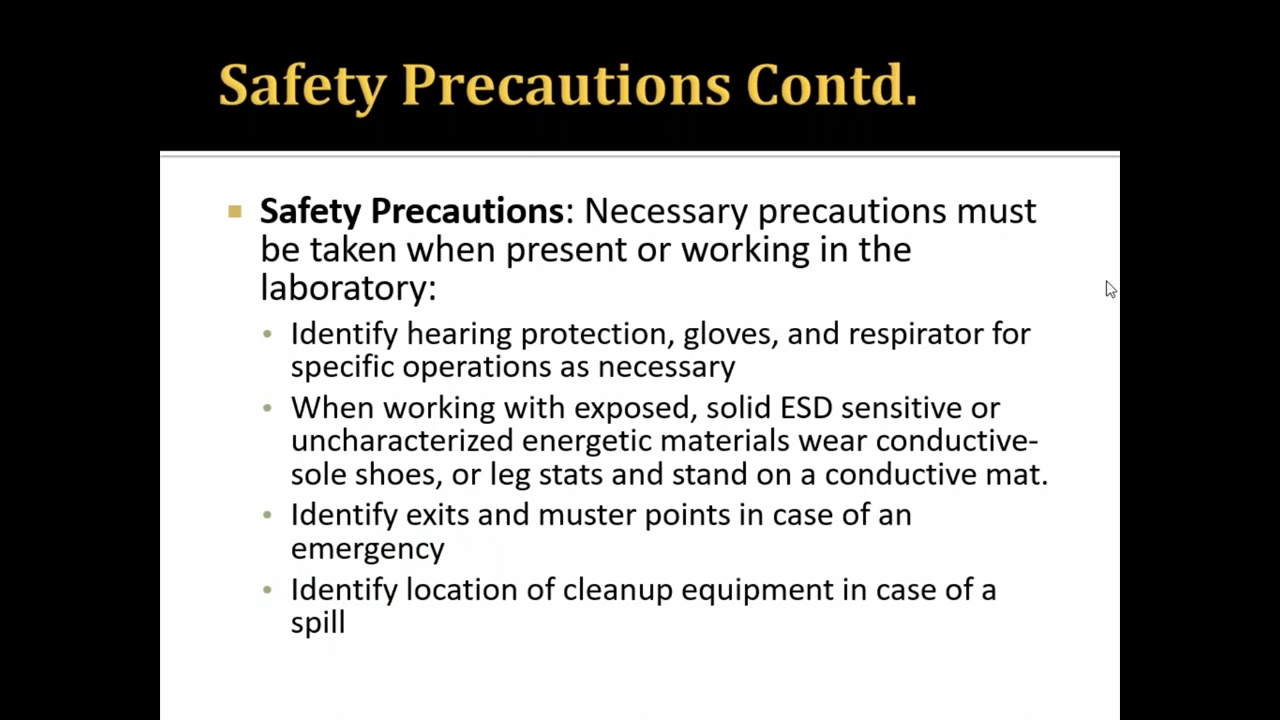 Safety Precautions Contd.
Safety Precautions: Necessary precautions must
be taken when present or working in the
laboratory:
• Identify hearing protection, gloves, and respirator for
specific operations as necessary
• When working with exposed, solid ESD sensitive or
uncharacterized energetic materials wear conductive-
sole shoes, or leg stats and stand on a conductive mat.
• Identify exits and muster points in case of an
emergency
• Identify location of cleanup equipment in case of a
spill